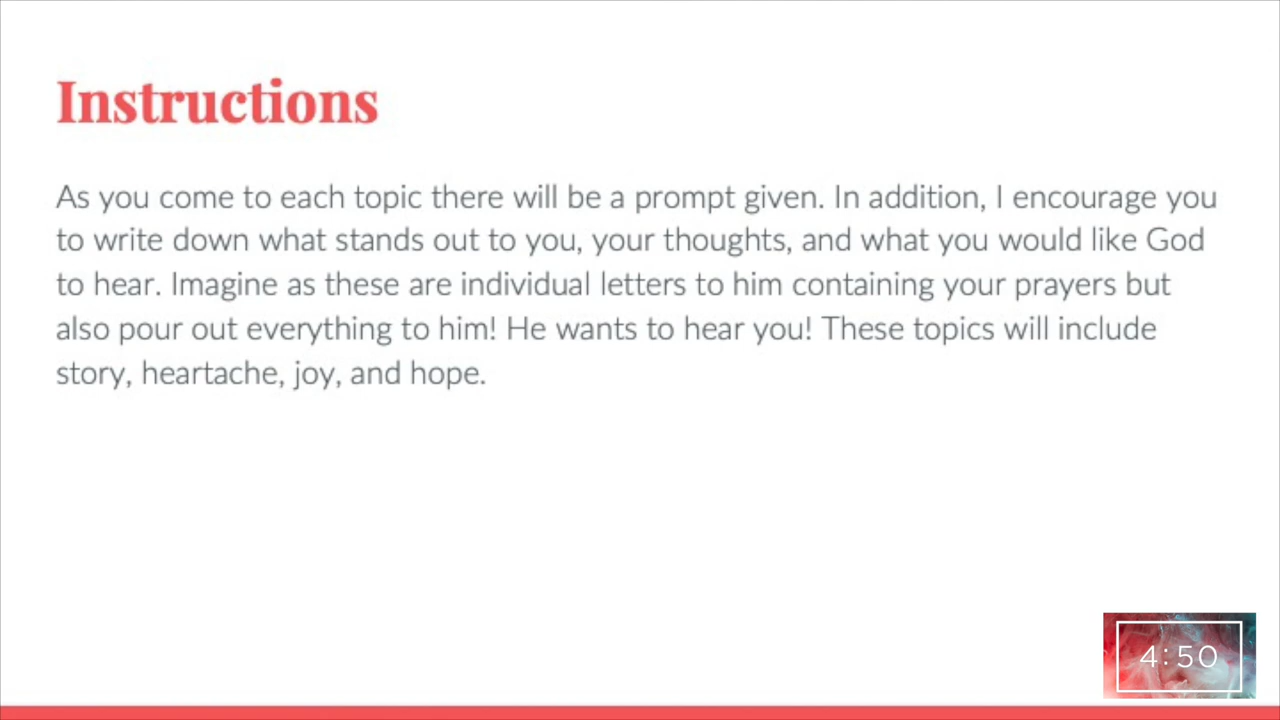 Instructions
As you come to each topic there will be a prompt given. In addition, I encourage you
to write down what stands out to you, your thoughts, and what you would like God
to hear. Imagine as these are individual letters to him containing your prayers but
also pour out everything to him! He wants to hear you! These topics will include
story, heartache, joy, and hope.
4:50